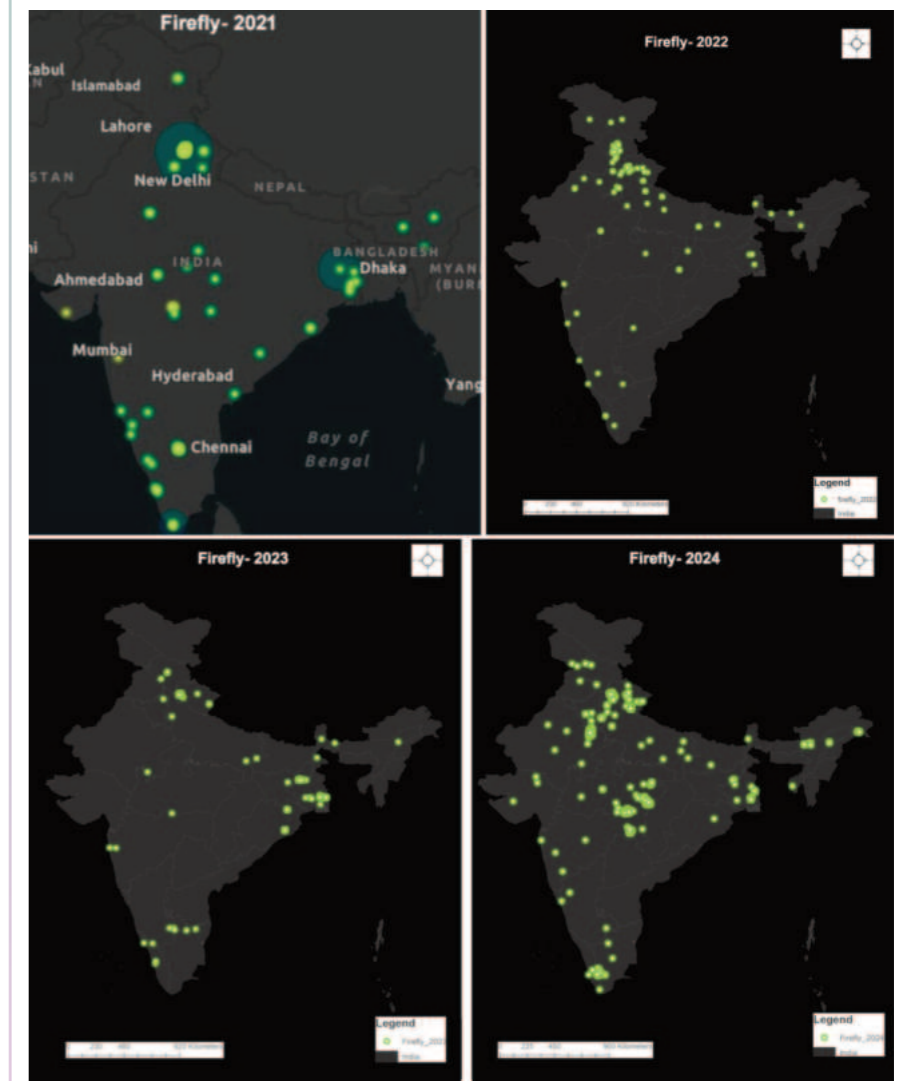 Firefly- 2021
Kabul
Islamabad
Lahore
STAN
New Delhi
NEPAL
BANGLADESH
INDIA
Dhaka
Ahmedabad
MYAN
(BURI
Mumbai
Hyderabad
Yang
Chennai
Bay of
Bengal
Firefly- 2022
Legend
India
Firefly- 2023
Legend
India
Firefly- 2024
Legend
Firefly_2024
India